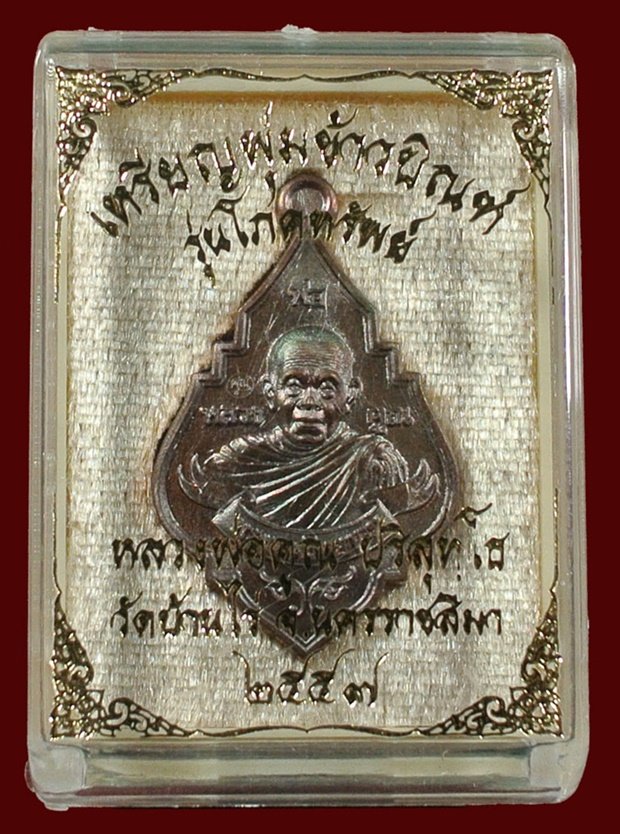 เหรียญพุ่มข้าวบิณฑ์
รุ่นโภคทรัพย์
หลวงพ่อคูณ ปริสุทฺโธ
วัดบ้านไร่ จ.นครราชสีมา
๒๕๕๗